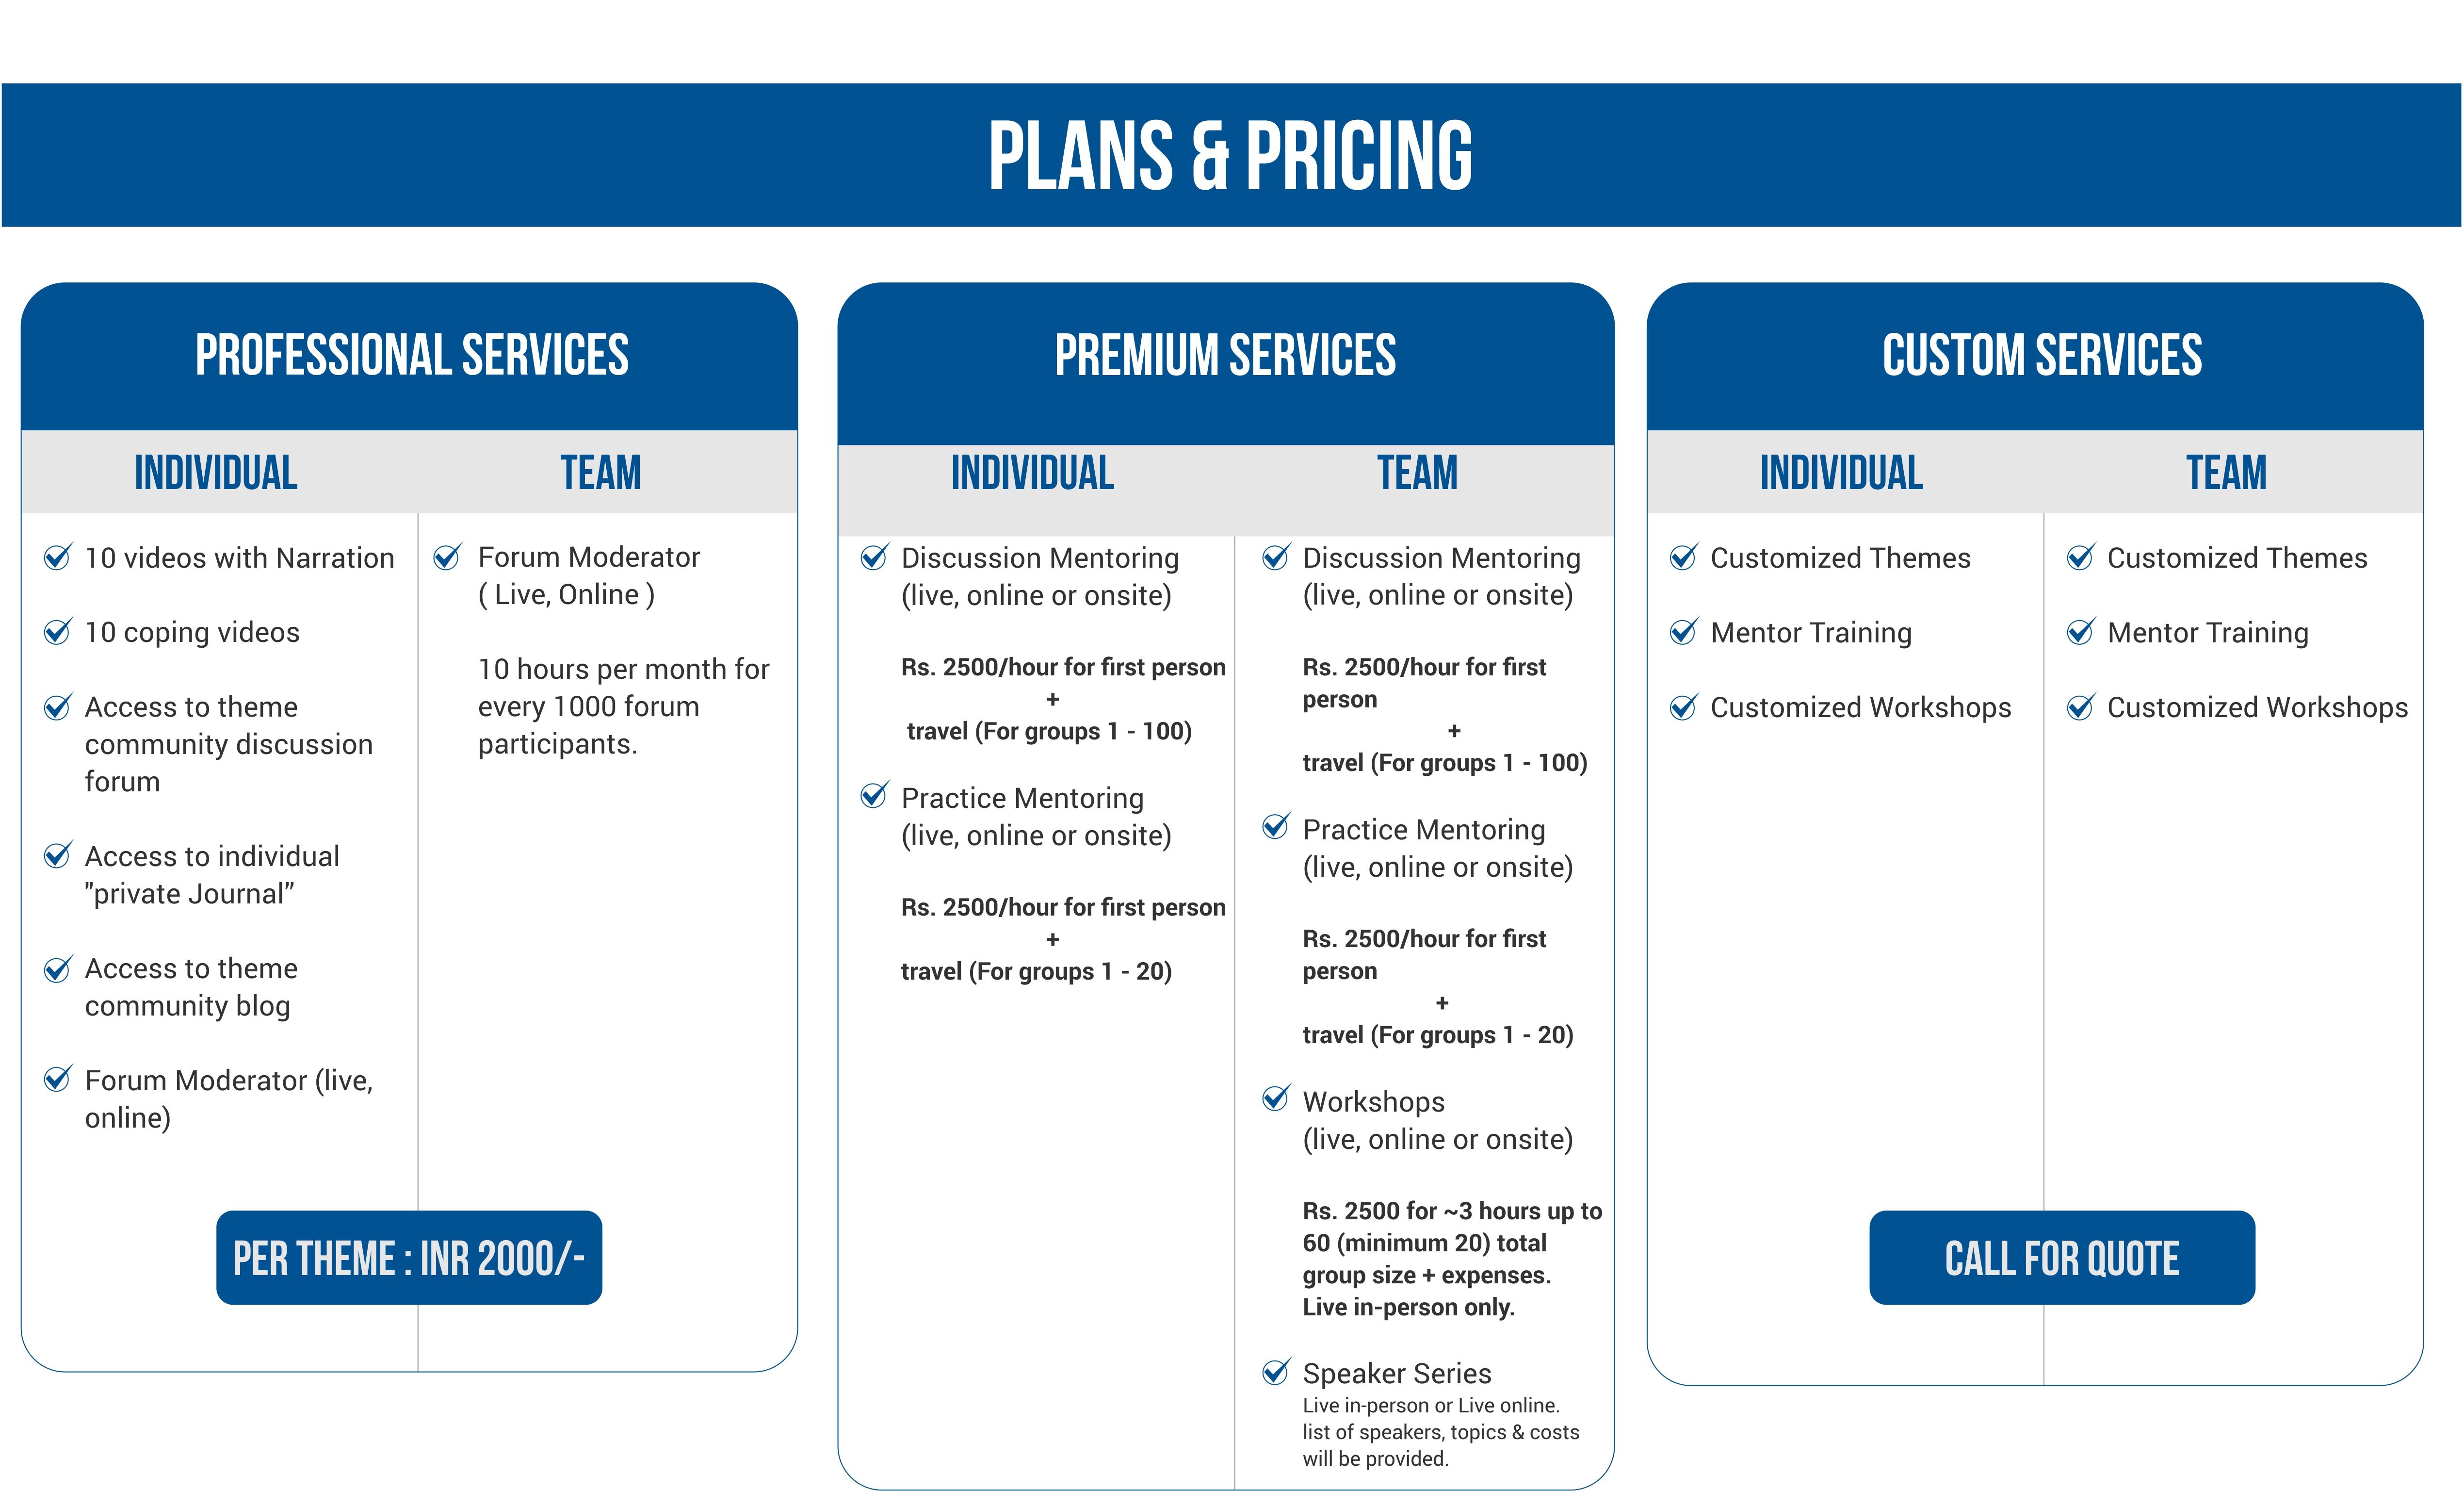 PLANS & PRICING
PROFESSIONAL SERVICES
INDIVIDUAL
TEAM
10 videos with Narration
10 coping videos
Access to theme
community discussion
forum
Access to individual
"private Journal”
Access to theme
community blog
Forum Moderator (live,
online)
Forum Moderator
( Live, Online )
10 hours per month for
every 1000 forum
participants.
PER THEME : INR 2000/-
PREMIUM SERVICES
INDIVIDUAL
TEAM
Discussion Mentoring
(live, online or onsite)
Rs. 2500/hour for first person
+
travel (For groups 1 - 100)
Practice Mentoring
(live, online or onsite)
Rs. 2500/hour for first person
+
travel (For groups 1 - 20)
Discussion Mentoring
(live, online or onsite)
Rs. 2500/hour for first
person
+
travel (For groups 1 - 100)
Practice Mentoring
(live, online or onsite)
Rs. 2500/hour for first
person
+
travel (For groups 1 - 20)
Workshops
(live, online or onsite)
Rs. 2500 for ~3 hours up to
60 (minimum 20) total
group size + expenses.
Live in-person only.
Speaker Series
Live in-person or Live online.
list of speakers, topics & costs
will be provided.
CUSTOM SERVICES
INDIVIDUAL
TEAM
Customized Themes
Mentor Training
Customized Workshops
Customized Themes
Mentor Training
Customized Workshops
CALL FOR QUOTE